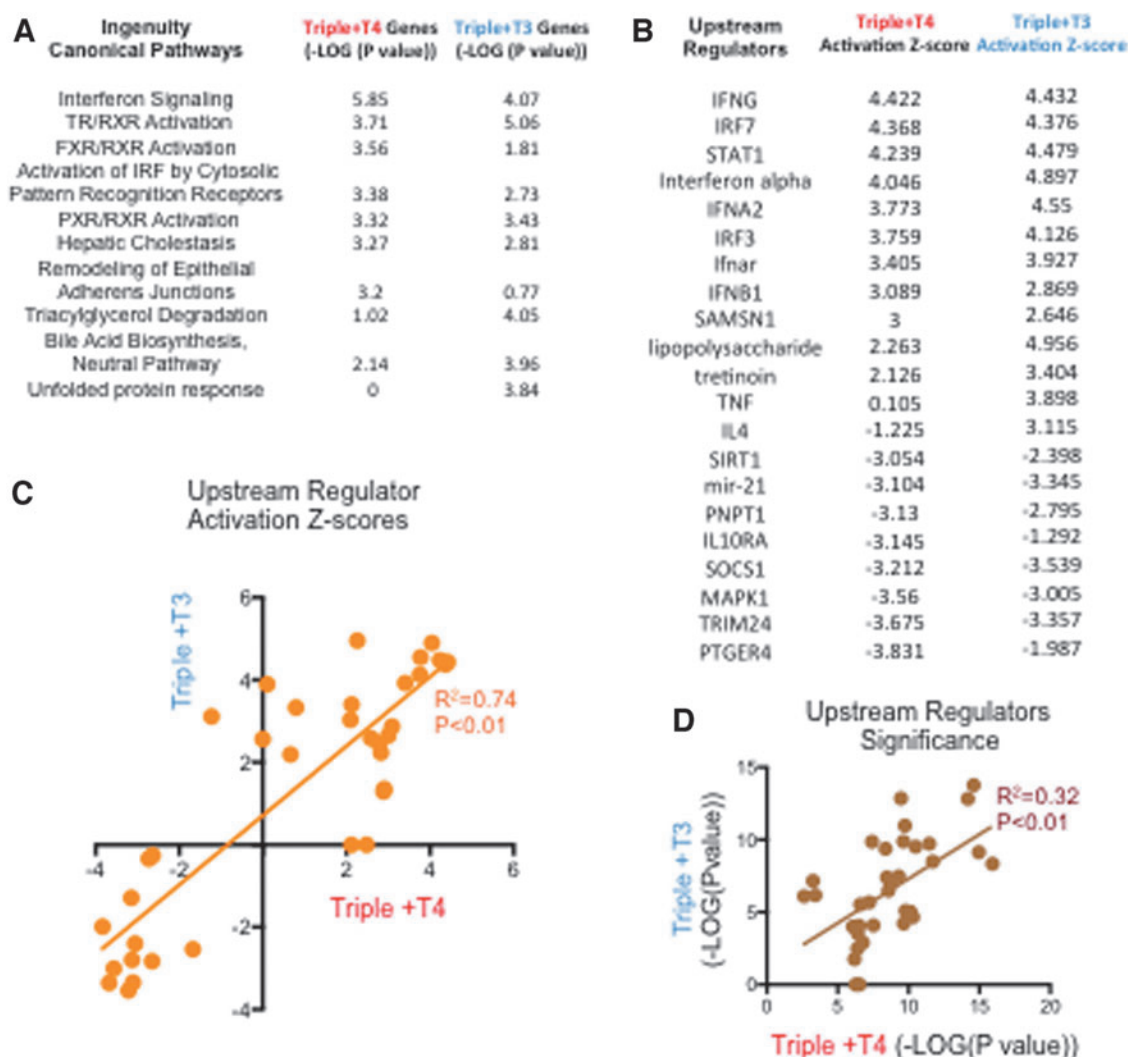 A
Ingenuity Canonical Pathways
Triple+T4 Genes (-LOG (P value))
Triple+T3 Genes (-LOG (P value))
Interferon Signaling 5.85 4.07
TR/RXR Activation 3.71 5.06
FXR/RXR Activation 3.56 1.81
Activation of IRF by Cytosolic
Pattern Recognition Receptors 3.38 2.73
PXR/RXR Activation 3.32 3.43
Hepatic Cholestasis 3.27 2.81
Remodeling of Epithelial
Adherens Junctions 3.2 0.77
Triacylglycerol Degradation 1.02 4.05
Bile Acid Biosynthesis,
Neutral Pathway 2.14 3.96
Unfolded protein response 0 3.84
B
Upstream Regulators
Triple+T4 Activation Z-score
Triple+T3 Activation Z-score
IFNG 4.422 4.432
IRF7 4.368 4.376
STAT1 4.239 4.479
Interferon alpha 4.046 4.897
IFNA2 3.773 4.55
IRF3 3.759 4.126
Ifnar 3.405 3.927
IFNB1 3.089 2.869
SAMSN1 3 2.646
lipopolysaccharide 2.263 4.956
tretinoin 2.126 3.404
TNF 0.105 3.898
IL4 -1.225 3.115
SIRT1 -3.054 -2.398
mir-21 -3.104 -3.345
PNPT1 -3.13 -2.795
IL10RA -3.145 -1.292
SOCS1 -3.212 -3.539
MAPK1 -3.56 -3.005
TRIM24 -3.675 -3.357
PTGER4 -3.831 -1.987
C
Upstream Regulator
Activation Z-scores
Triple +T3
6
4
2
-2
-4
-4 -2 2 4 6
R²=0.74
P<0.01
Triple +T4
D
Upstream Regulators
Significance
Triple +T3
(-LOG(Pvalue))
15
10
5
0
0 5 10 15 20
R²=0.32
P<0.01
Triple +T4 (-LOG(P value))